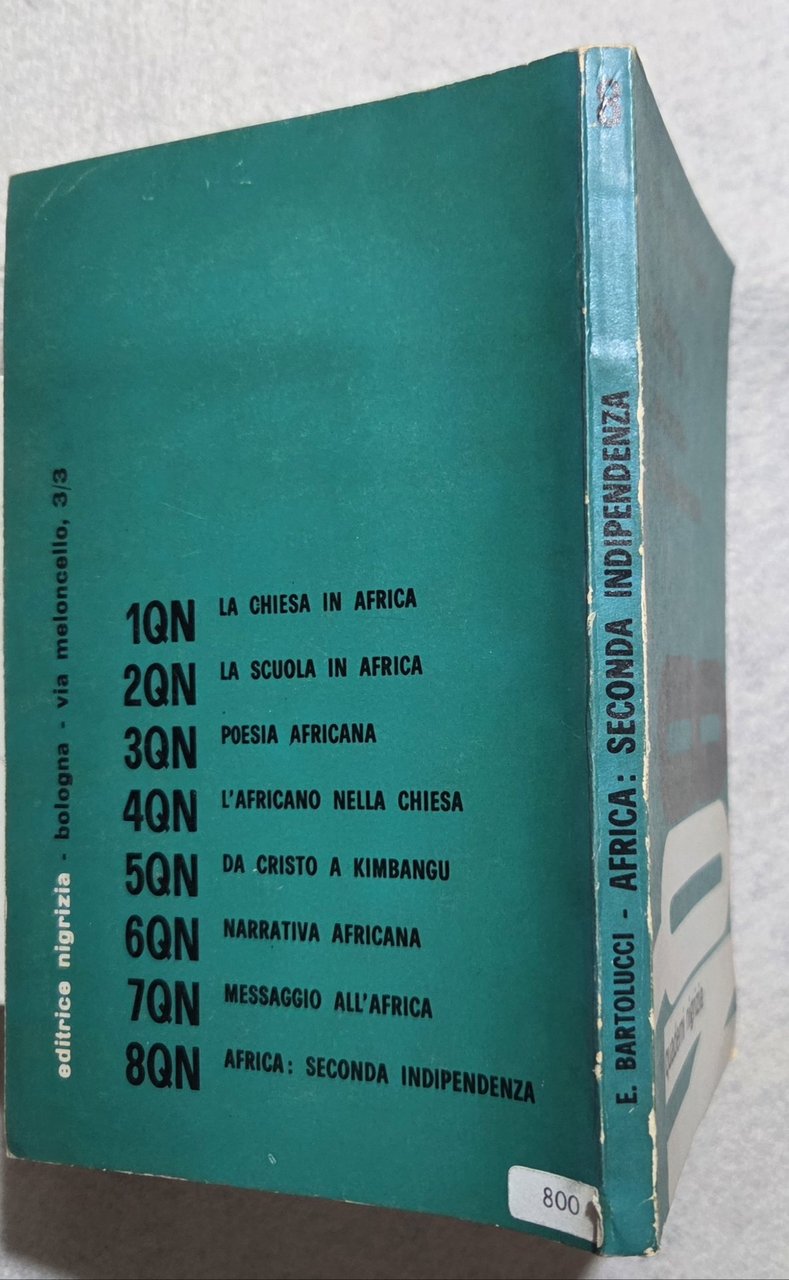 editrice nigrizia - bologna - via meloncello, 3/3
1QN LA CHIESA IN AFRICA
2QN LA SCUOLA IN AFRICA
3QN POESIA AFRICANA
4QN L'AFRICANO NELLA CHIESA
5QN DA CRISTO A KIMBANGU
6QN NARRATIVA AFRICANA
7QN MESSAGGIO ALL'AFRICA
8QN AFRICA: SECONDA INDIPENDENZA
800
8
E. BARTOLUCCI - AFRICA: SECONDA INDIPENDENZA
quaderni nigrizia